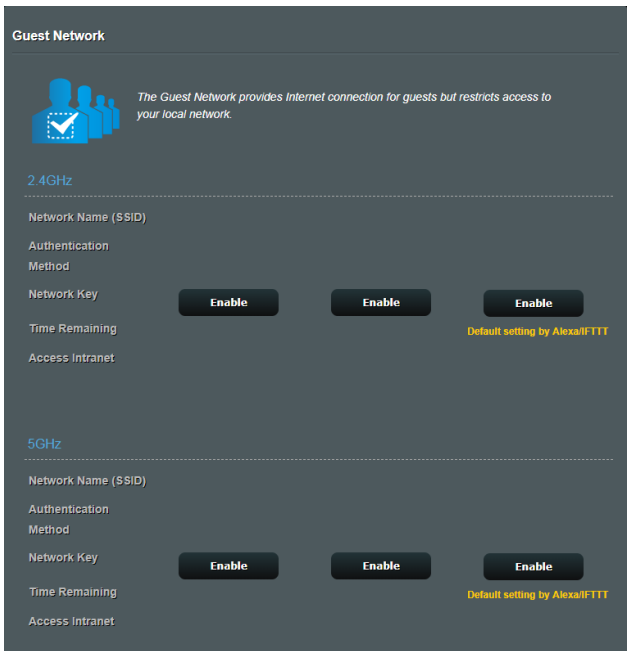 Guest Network
The Guest Network provides Internet connection for guests but restricts access to
your local network.
2.4GHz
Network Name (SSID)
Authentication
Method
Network Key
Enable Enable Enable
Time Remaining
Default setting by Alexa/IFTTT
Access Intranet
5GHz
Network Name (SSID)
Authentication
Method
Network Key
Enable Enable Enable
Time Remaining
Default setting by Alexa/IFTTT
Access Intranet